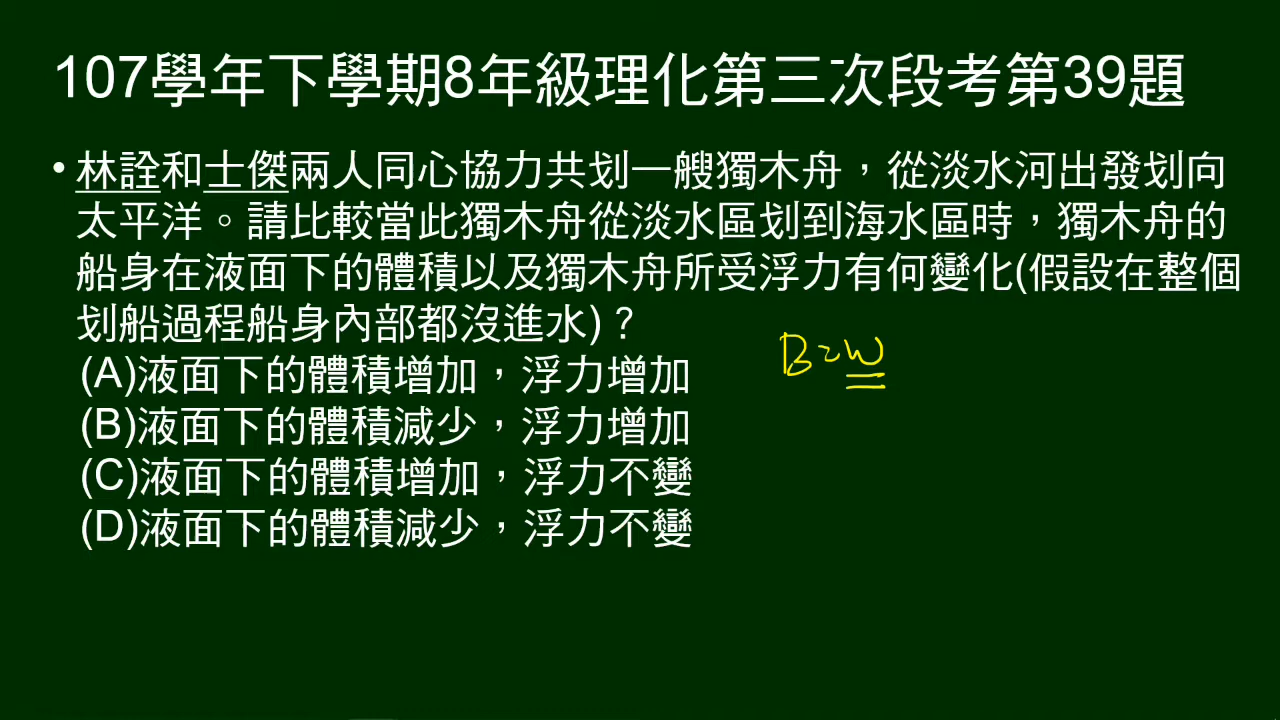 107學年下學期8年級理化第三次段考第39題
•林詮和士傑兩人同心協力共划一艘獨木舟，從淡水河出發划向
太平洋。請比較當此獨木舟從淡水區划到海水區時，獨木舟的
船身在液面下的體積以及獨木舟所受浮力有何變化(假設在整個
划船過程船身內部都沒進水)？
B=W
(A)液面下的體積增加，浮力增加
(B)液面下的體積減少，浮力增加
(C)液面下的體積增加，浮力不變
(D)液面下的體積減少，浮力不變